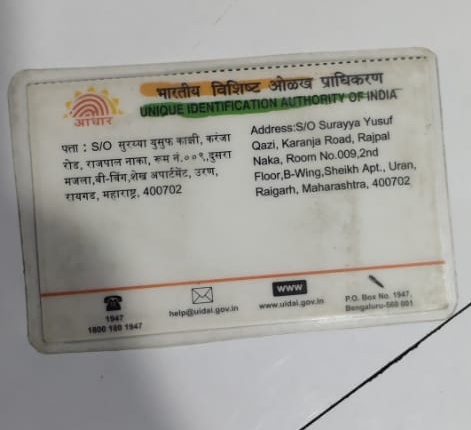 भारतीय विशिष्ट ओळख प्राधिकरण
UNIQUE IDENTIFICATION AUTHORITY OF INDIA
आधार
पत्ता : S/O सुरय्या युसुफ काझी, करंजा
रोड, राजपाल नाका, रूम नं.००९,दुसरा
मजला,बी-विंग,शेख अपार्टमेंट, उरण,
रायगड, महाराष्ट्र, 400702
Address:S/O Surayya Yusuf
Qazi, Karanja Road, Rajpal
Naka, Room No.009,2nd
Floor,B-Wing,Sheikh Apt., Uran,
Raigarh, Maharashtra, 400702
1947
1800 180 1947
help@uidai.gov.in
WWW
www.uidai.gov.in
P.O. Box No. 1947,
Bengaluru-560 001